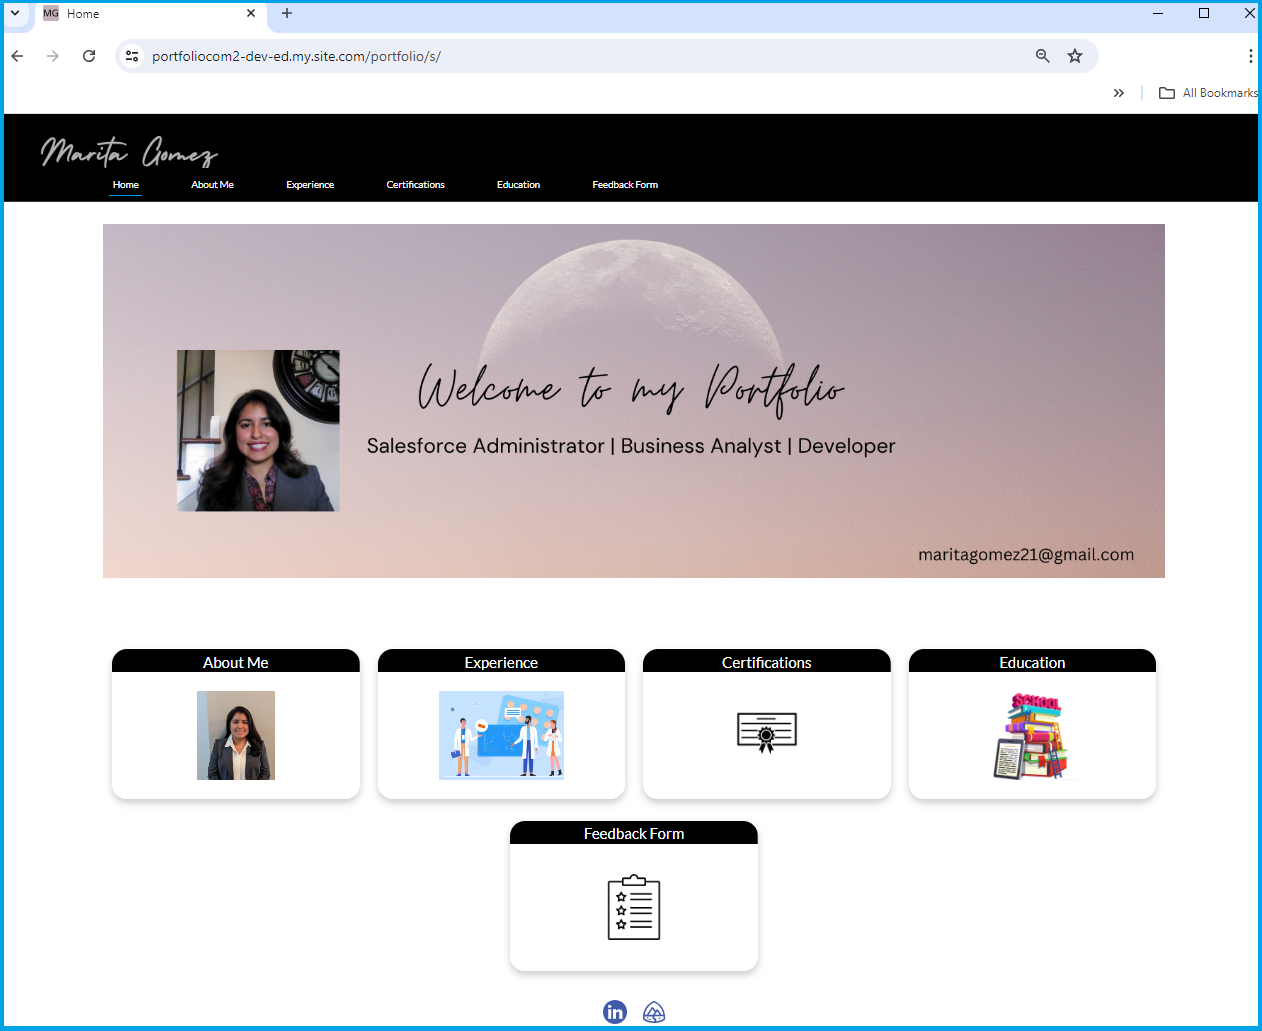 MG Home
portfoliocom2-dev-ed.my.site.com/portfolio/s/
All Bookmarks
Marita Gomez
Home About Me Experience Certifications Education Feedback Form
Welcome to my Portfolio
Salesforce Administrator | Business Analyst | Developer
maritagomez21@gmail.com
About Me Experience Certifications Education
SCHOOL
Feedback Form
in